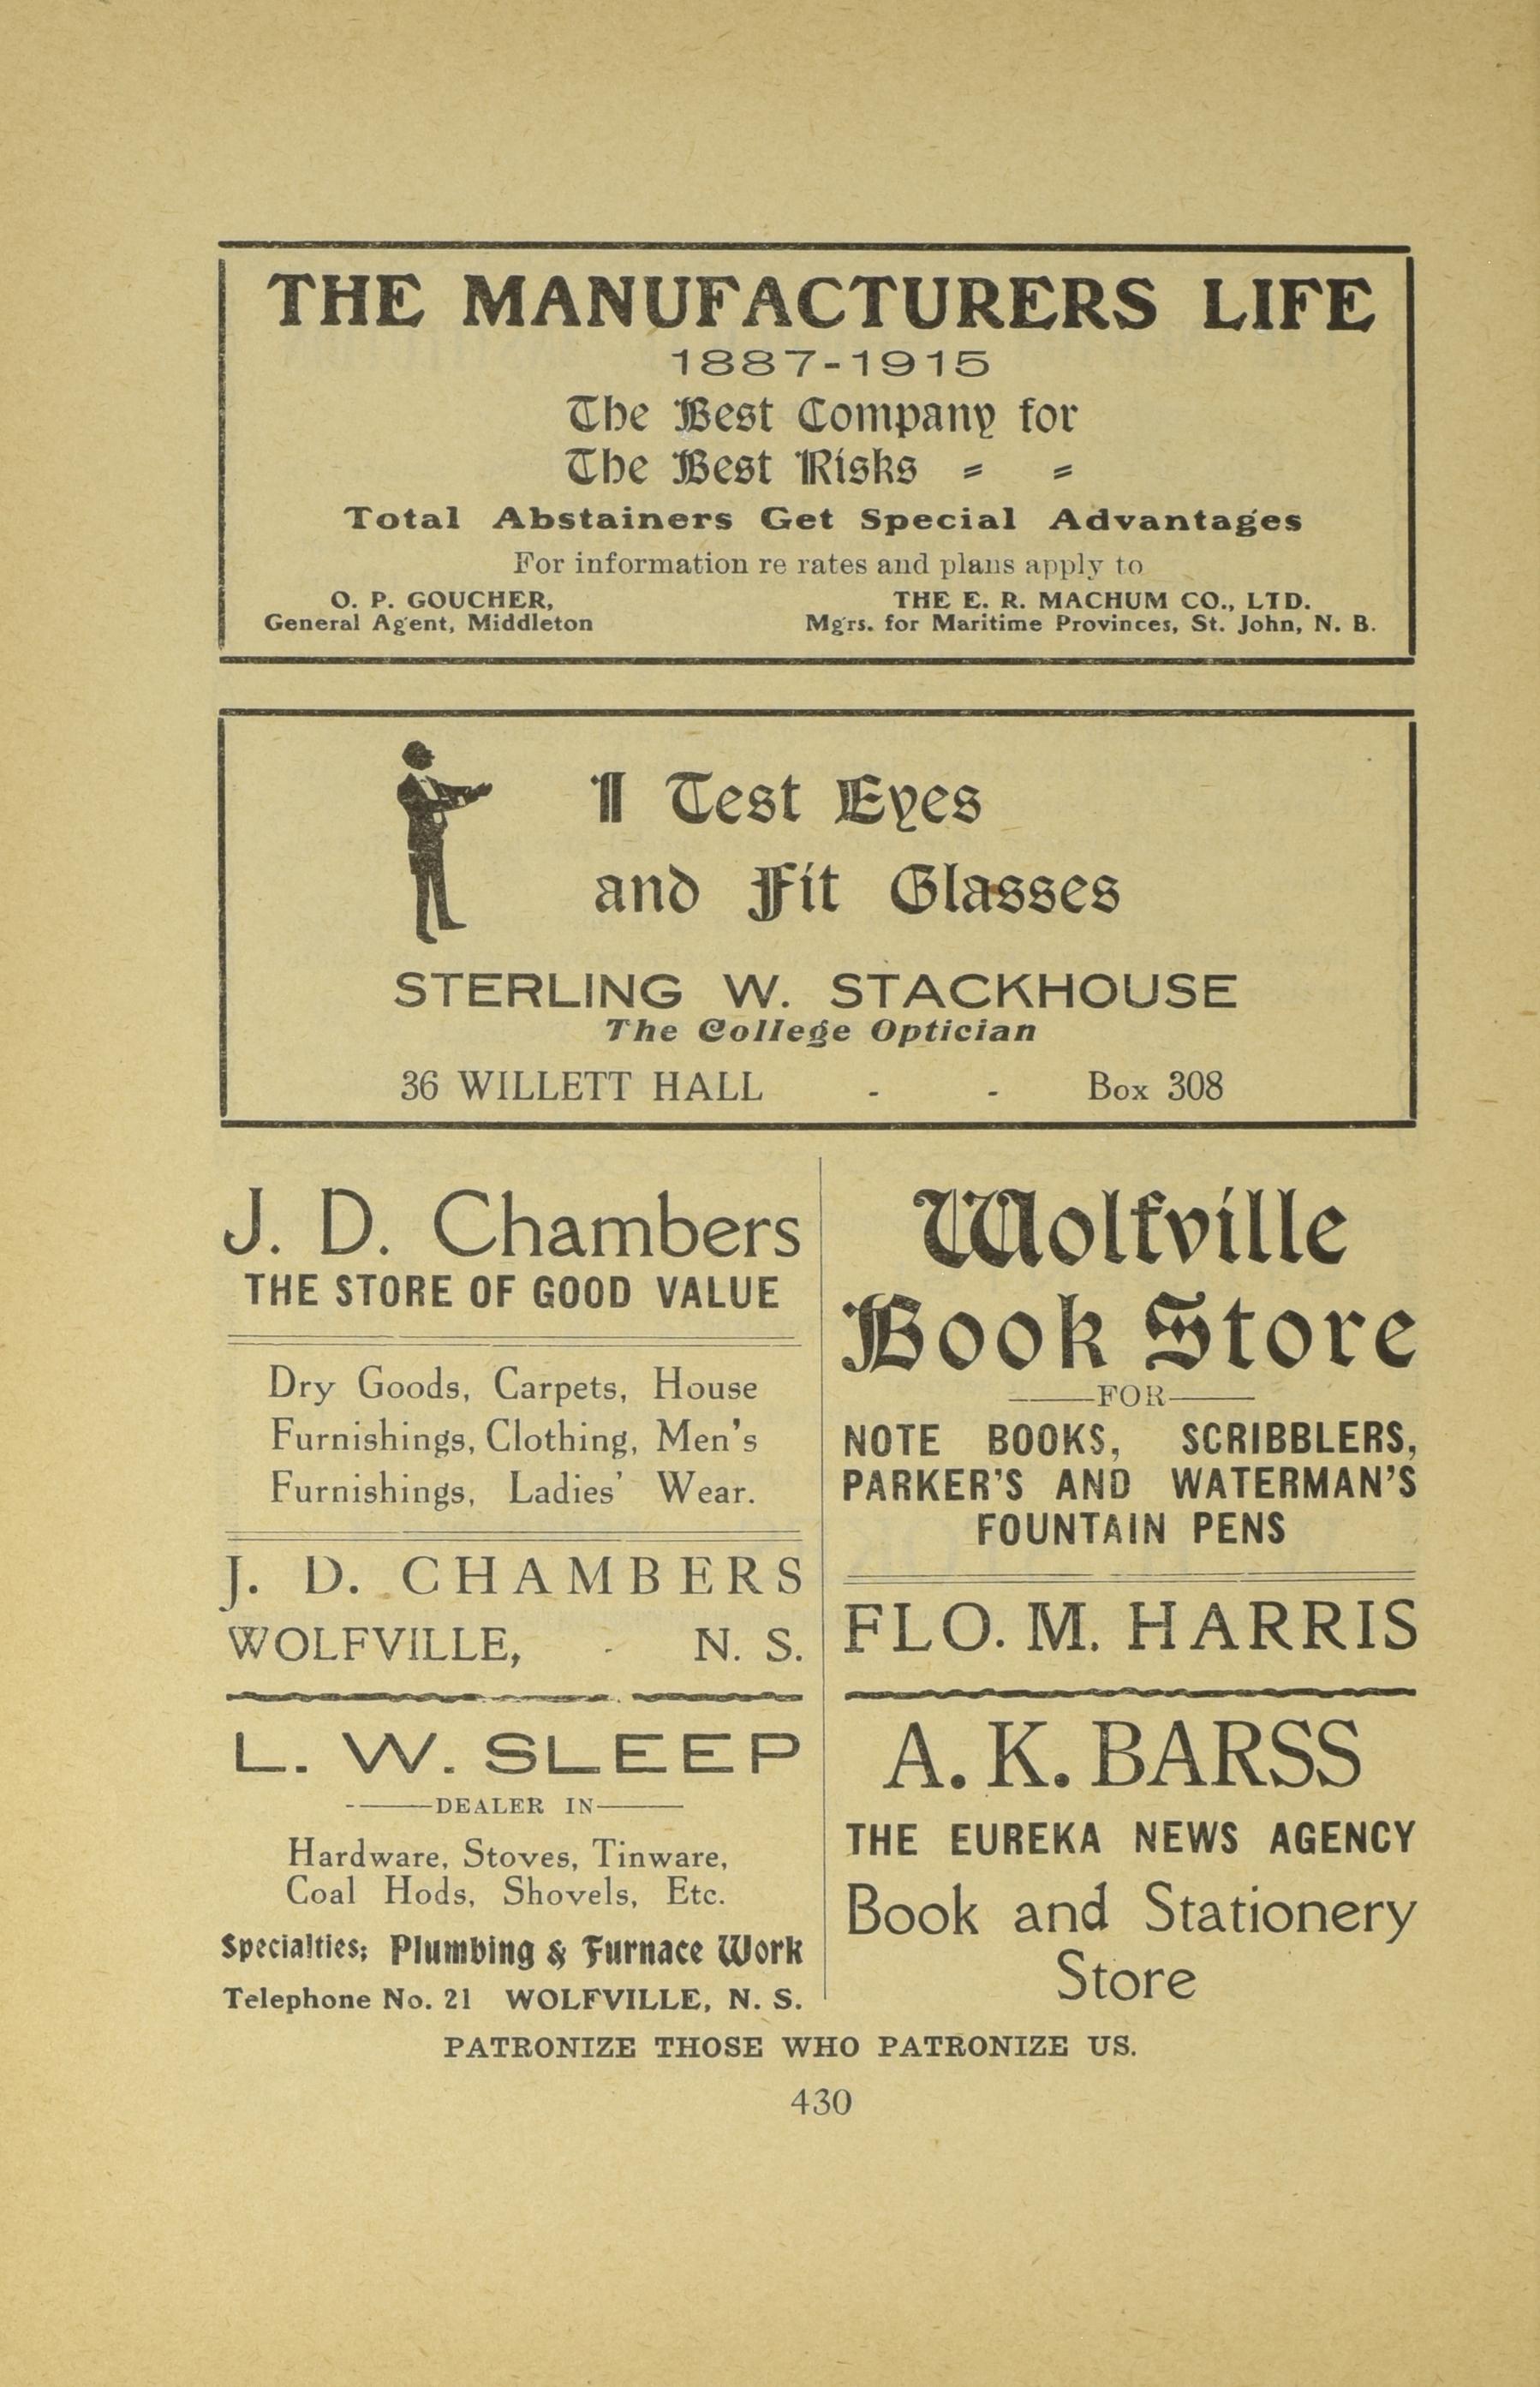 THE MANUFACTURERS LIFE
1887-1915
The Best Company for
The Best Risks = =
Total Abstainers Get Special Advantages
For information re rates and plans apply to
O. P. GOUCHER,
General Agent, Middleton
THE E. R. MACHUM CO., LTD.
Mgrs. for Maritime Provinces, St. John, N. B.
I Test Eyes
and Fit Glasses
STERLING W. STACKHOUSE
The College Optician
36 WILLETT HALL - - Box 308
J. D. Chambers
THE STORE OF GOOD VALUE
Dry Goods, Carpets, House
Furnishings, Clothing, Men's
Furnishings, Ladies' Wear.
J. D. CHAMBERS
WOLFVILLE, - N. S.
L. W. SLEEP
DEALER IN
Hardware, Stoves, Tinware,
Coal Hods, Shovels, Etc.
Specialties; Plumbing & Furnace Work
Telephone No. 21 WOLFVILLE, N. S.
Wolfville
Book Store
FOR
NOTE BOOKS, SCRIBBLERS,
PARKER'S AND WATERMAN'S
FOUNTAIN PENS
FLO. M. HARRIS
A. K. BARSS
THE EUREKA NEWS AGENCY
Book and Stationery
Store
PATRONIZE THOSE WHO PATRONIZE US.
430